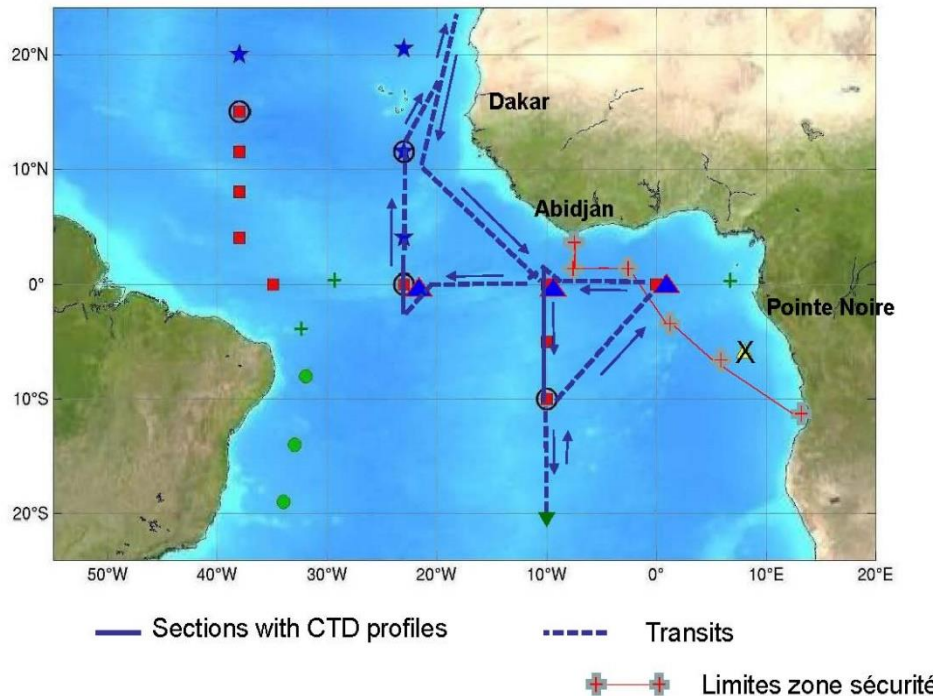 20°N
Dakar
10°N
Abidjan
0°
Pointe Noire
X
10°S
20°S
50°W 40°W 30°W 20°W 10°W 0° 10°E 20°E
Sections with CTD profiles Transits
Limites zone sécurité